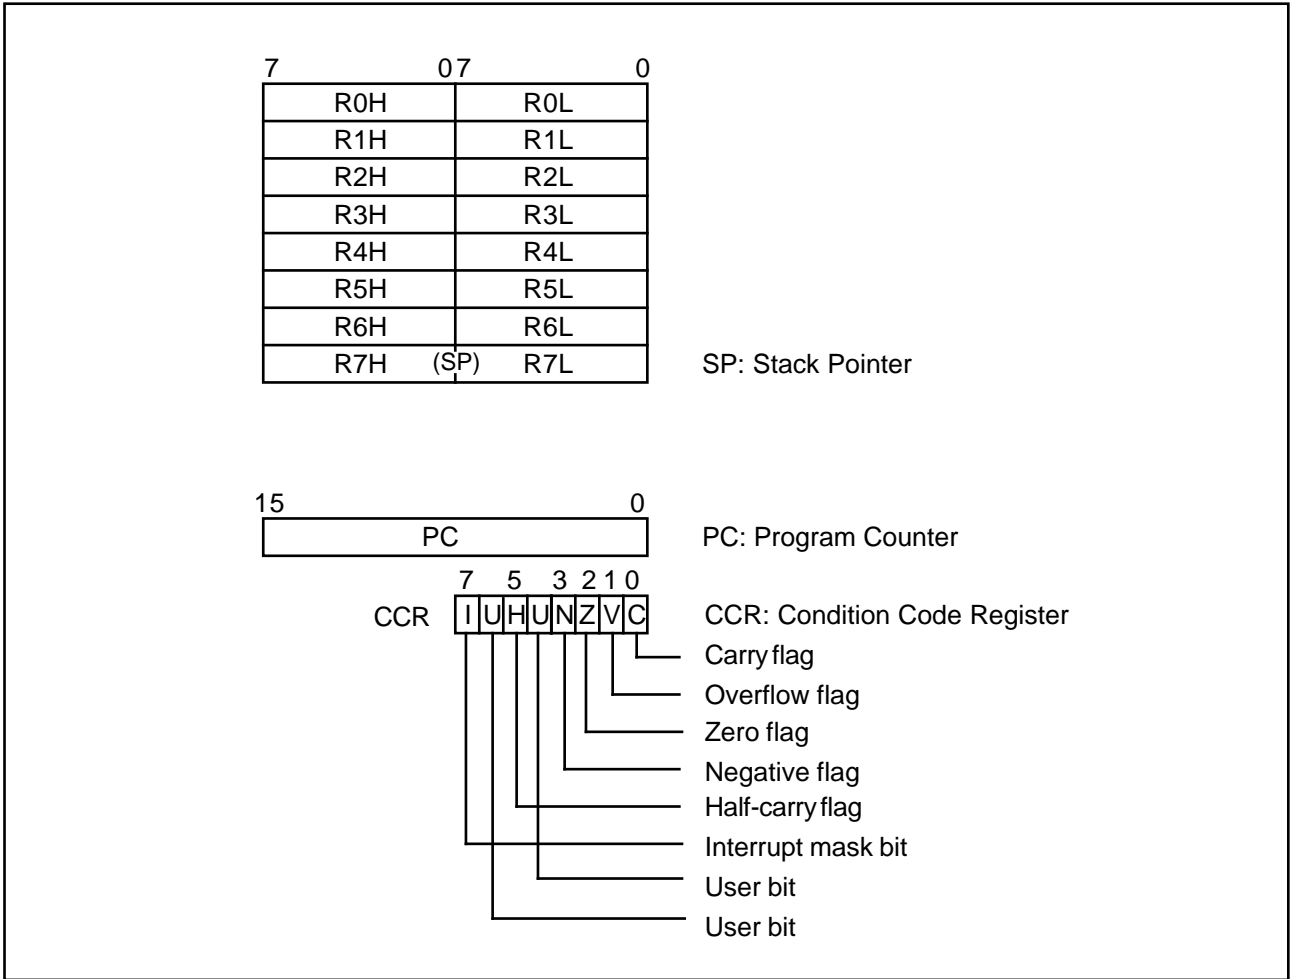 7 0 7 0
R0H R0L
R1H R1L
R2H R2L
R3H R3L
R4H R4L
R5H R5L
R6H R6L
R7H (SP) R7L SP: Stack Pointer
15 0
PC PC: Program Counter
7 5 3 2 1 0
CCR I U H U N Z V C CCR: Condition Code Register
Carry flag
Overflow flag
Zero flag
Negative flag
Half-carry flag
Interrupt mask bit
User bit
User bit